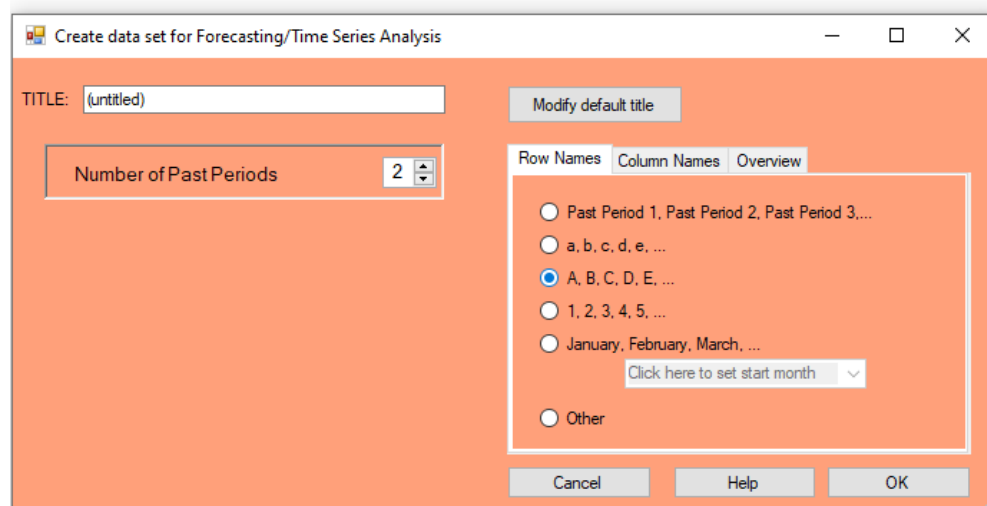 Create data set for Forecasting/Time Series Analysis
TITLE: (untitled)
Modify default title
Number of Past Periods 2
Row Names Column Names Overview
Past Period 1, Past Period 2, Past Period 3,...
a, b, c, d, e, ...
A, B, C, D, E, ...
1, 2, 3, 4, 5, ...
January, February, March, ...
Click here to set start month
Other
Cancel Help OK